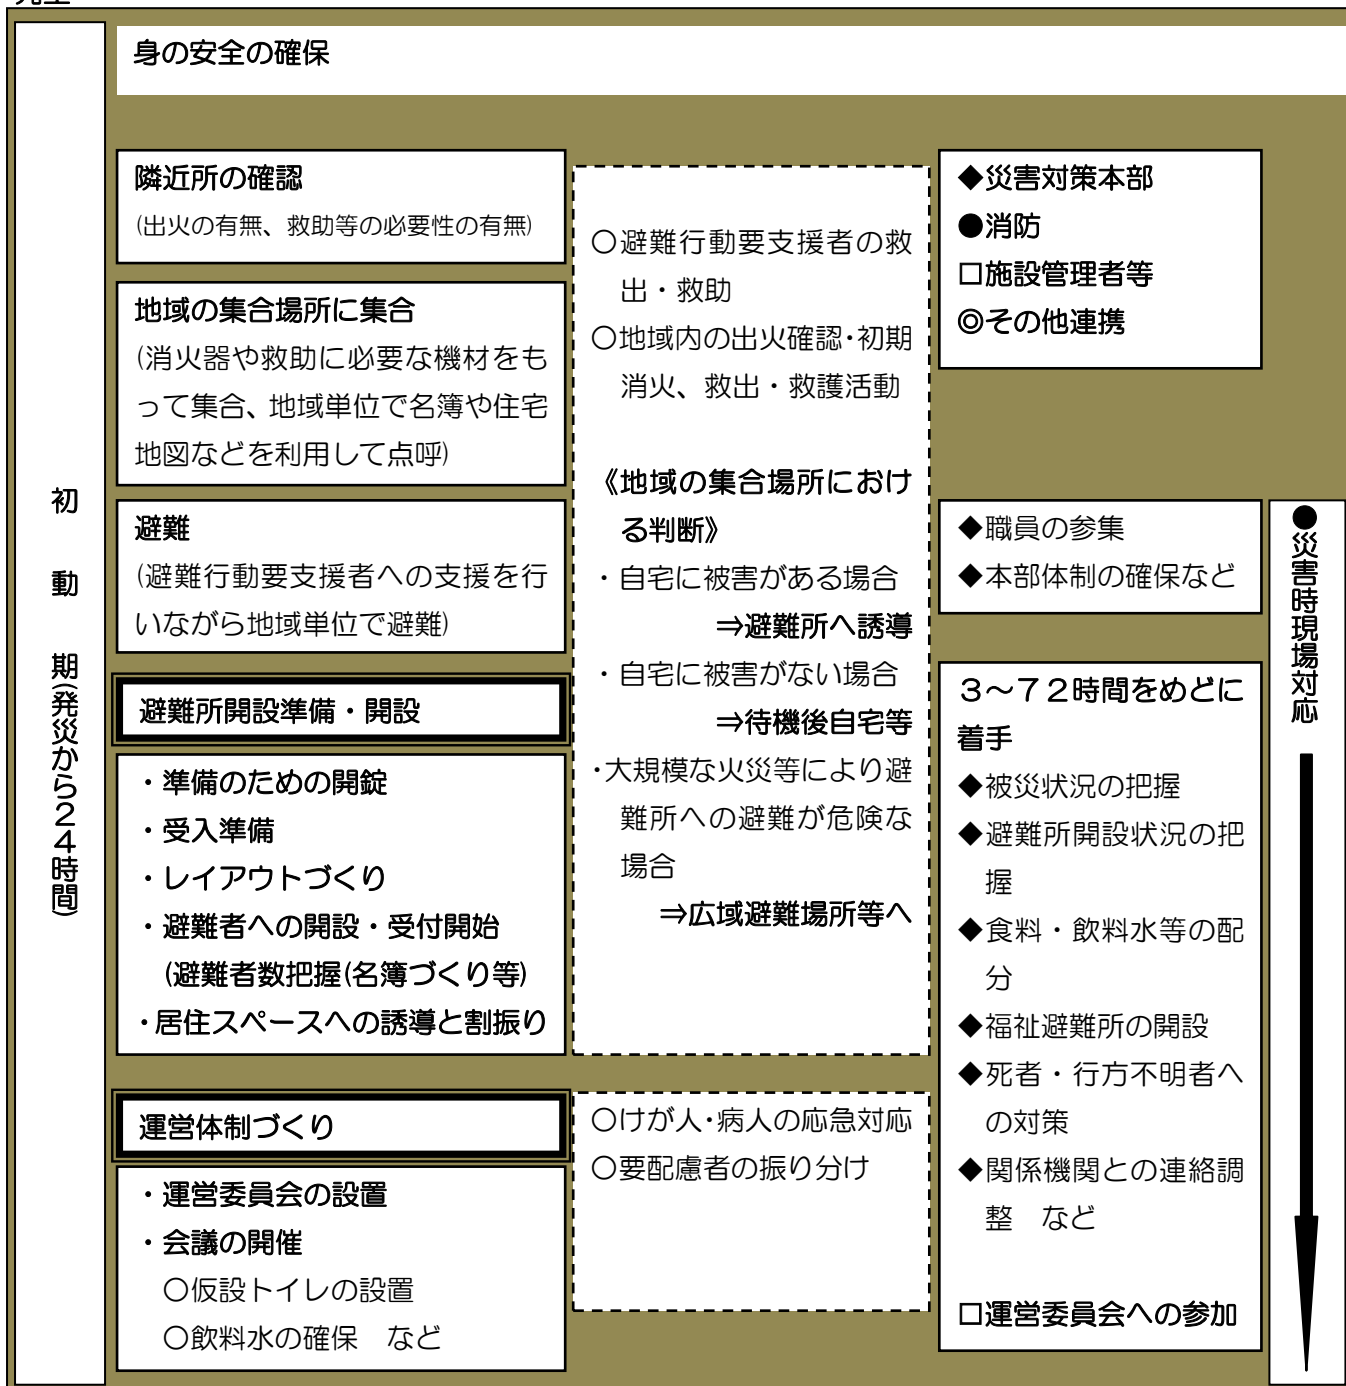 身の安全の確保
初動期(発災から24時間)
隣近所の確認
(出火の有無、救助等の必要性の有無)
地域の集合場所に集合
(消火器や救助に必要な機材をも
って集合、地域単位で名簿や住宅
地図などを利用して点呼)
避難
(避難行動要支援者への支援を行
いながら地域単位で避難)
避難所開設準備・開設
・準備のための開錠
・受入準備
・レイアウトづくり
・避難者への開設・受付開始
(避難者数把握(名簿づくり等)
・居住スペースへの誘導と割振り
運営体制づくり
・運営委員会の設置
・会議の開催
○仮設トイレの設置
○飲料水の確保　など
○避難行動要支援者の救
出・救助
○地域内の出火確認・初期
消火、救出・救護活動
《地域の集合場所におけ
る判断》
・自宅に被害がある場合
⇒避難所へ誘導
・自宅に被害がない場合
⇒待機後自宅等
・大規模な火災等により避
難所への避難が危険な
場合
⇒広域避難場所等へ
○けが人・病人の応急対応
○要配慮者の振り分け
◆災害対策本部
●消防
□施設管理者等
◎その他連携
◆職員の参集
◆本部体制の確保など
3～72時間をめどに
着手
◆被災状況の把握
◆避難所開設状況の把
握
◆食料・飲料水等の配
分
◆福祉避難所の開設
◆死者・行方不明者へ
の対策
◆関係機関との連絡調
整　など
□運営委員会への参加
●災害時現場対応